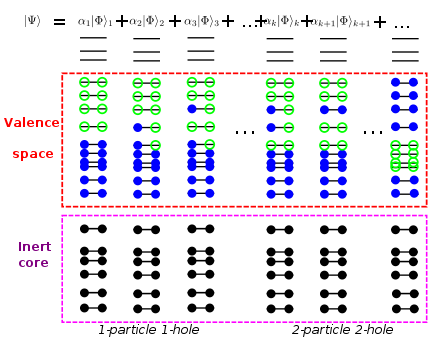 |Ψ⟩ = α₁|Φ⟩₁ + α₂|Φ⟩₂ + α₃|Φ⟩₃ + ... + αₖ|Φ⟩ₖ + αₖ₊₁|Φ⟩ₖ₊₁ + ...
Valence
space
... ...
Inert
core
1-particle 1-hole 2-particle 2-hole